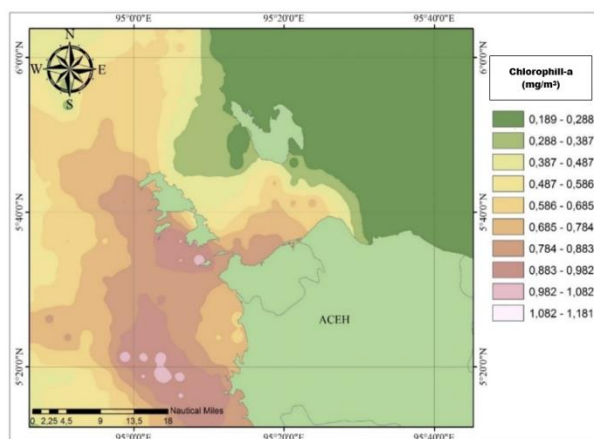 95°0'0"E 95°20'0"E 95°40'0"E
N
W E
S
6°0'0"N 6°0'0"N
5°40'0"N 5°40'0"N
5°20'0"N 5°20'0"N
ACEH
Nautical Miles
0 2,25 4,5 9 13,5 18
95°0'0"E 95°20'0"E 95°40'0"E
Chlorophill-a
(mg/m³)
0,189 - 0,288
0,288 - 0,387
0,387 - 0,487
0,487 - 0,586
0,586 - 0,685
0,685 - 0,784
0,784 - 0,883
0,883 - 0,982
0,982 - 1,082
1,082 - 1,181